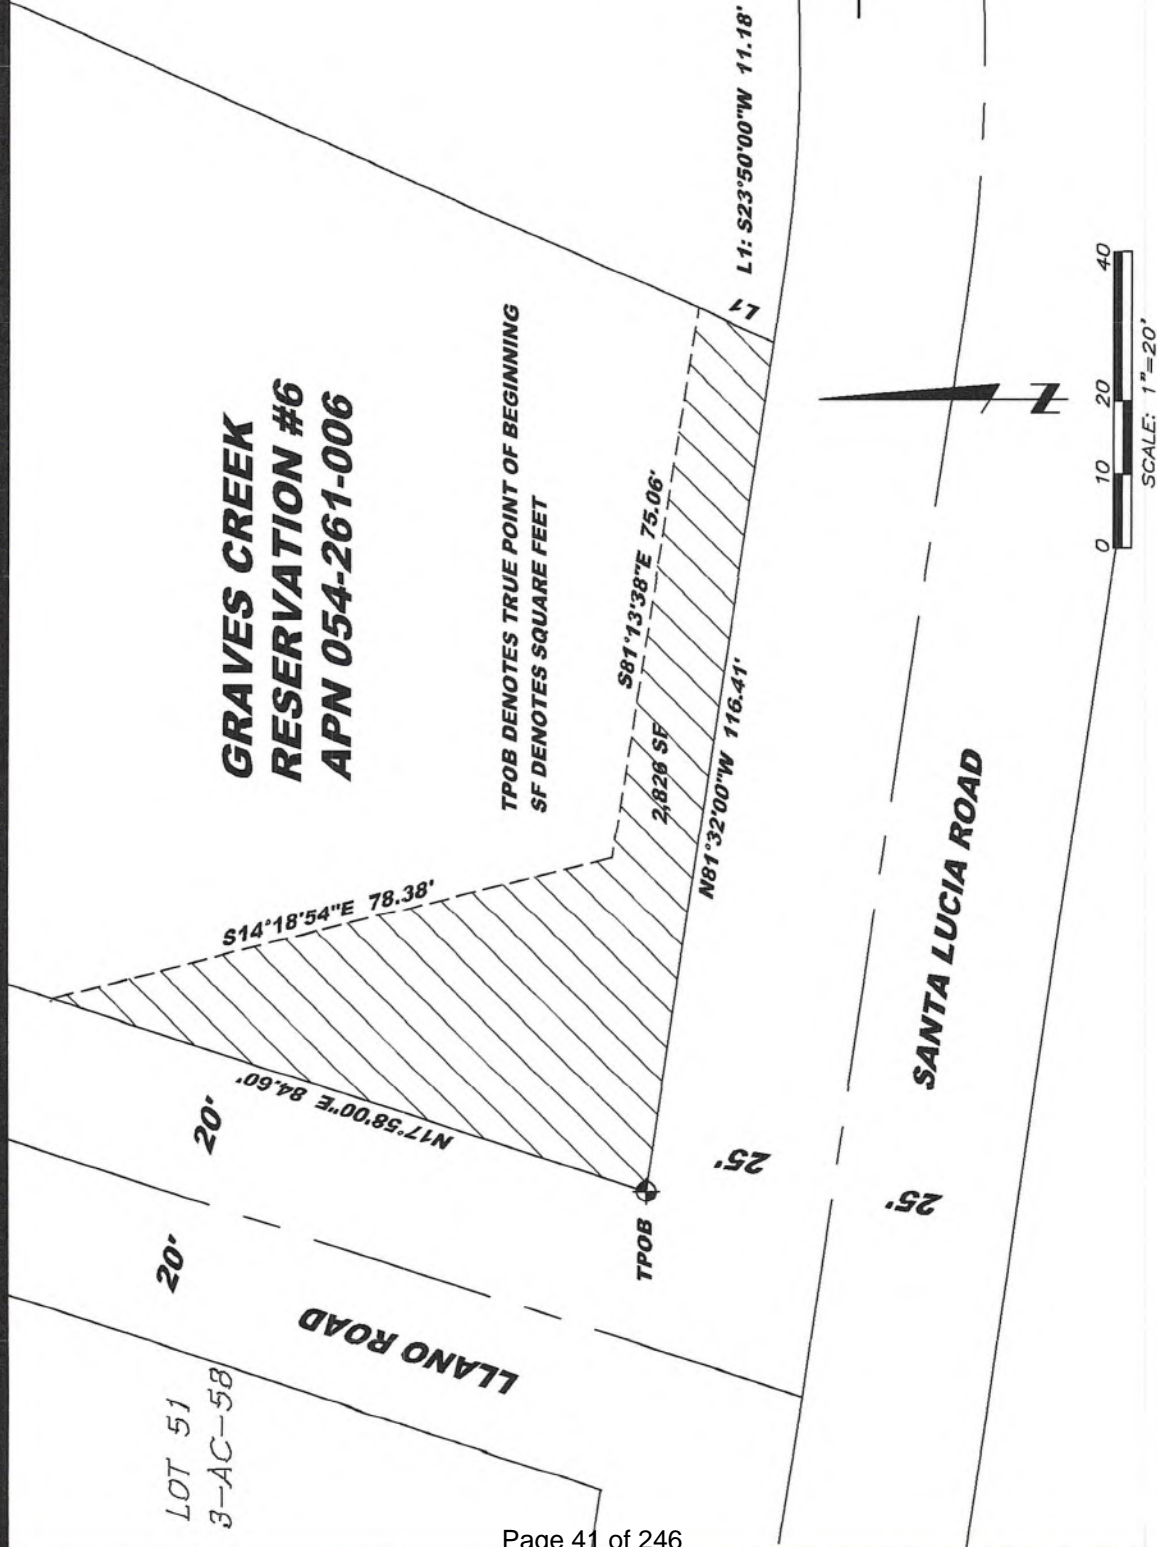 GRAVES CREEK
RESERVATION #6
APN 054-261-006
TPOB DENOTES TRUE POINT OF BEGINNING
SF DENOTES SQUARE FEET
S14°18'54"E 78.38'
S81°13'38"E 75.06'
L1
L1: S23°50'00"W 11.18'
2,826 SF
N81°32'00"W 116.41'
N17°58'00"E 84.60'
20'
20'
LLANO ROAD
LOT 51
3-AC-58
TPOB
25'
25'
SANTA LUCIA ROAD
N
0 10 20 40
SCALE: 1"=20'
Page 41 of 246